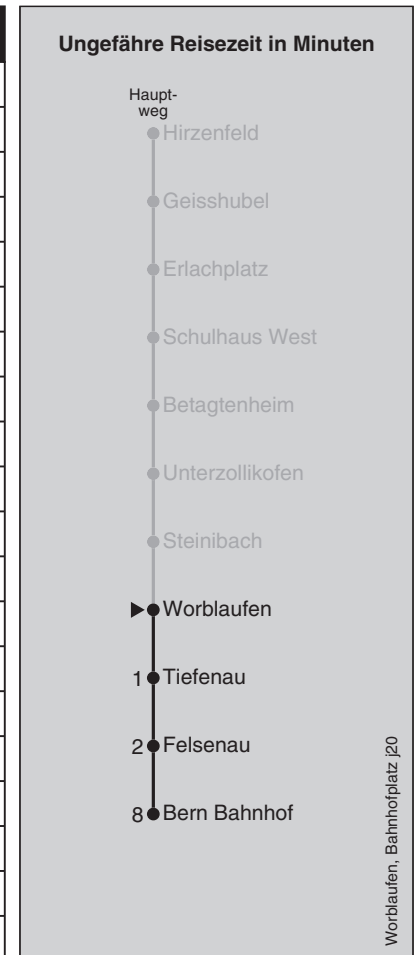 Ungefähre Reisezeit in Minuten
Haupt-
weg
Hirzenfeld
Geisshubel
Erlachplatz
Schulhaus West
Betagtenheim
Unterzollikofen
Steinibach
Worblaufen
1 Tiefenau
2 Felsenau
8 Bern Bahnhof
Worblaufen, Bahnhofplatz j20